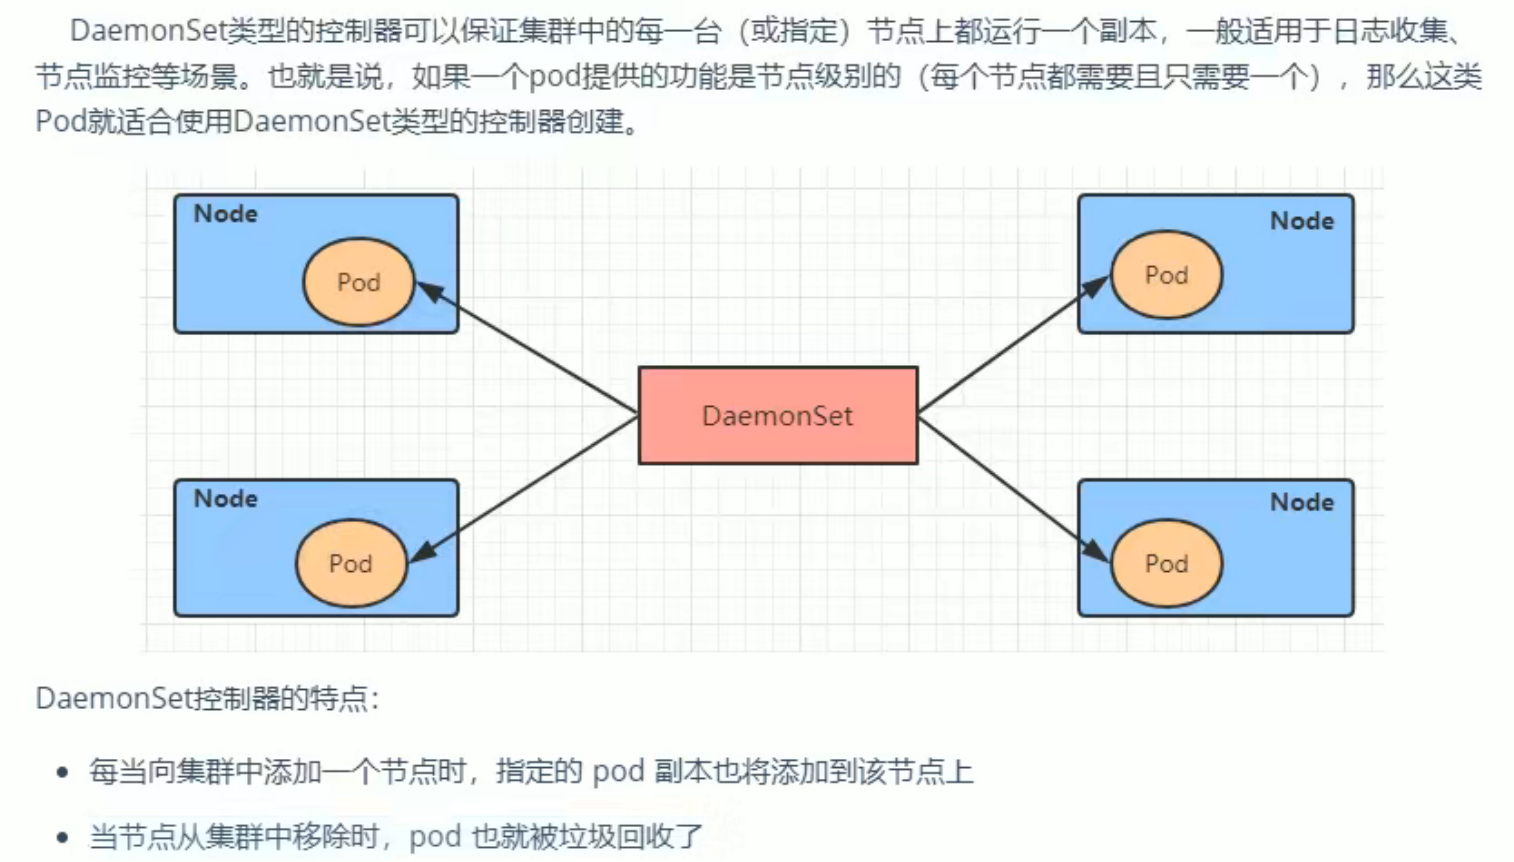 DaemonSet类型的控制器可以保证集群中的每一台（或指定）节点上都运行一个副本，一般适用于日志收集、
节点监控等场景。也就是说，如果一个pod提供的功能是节点级别的（每个节点都需要且只需要一个），那么这类
Pod就适合使用DaemonSet类型的控制器创建。
Node
Pod
Node
Pod
DaemonSet
Node
Pod
Node
Pod
DaemonSet控制器的特点：
• 每当向集群中添加一个节点时，指定的 pod 副本也将添加到该节点上
• 当节点从集群中移除时，pod 也就被垃圾回收了